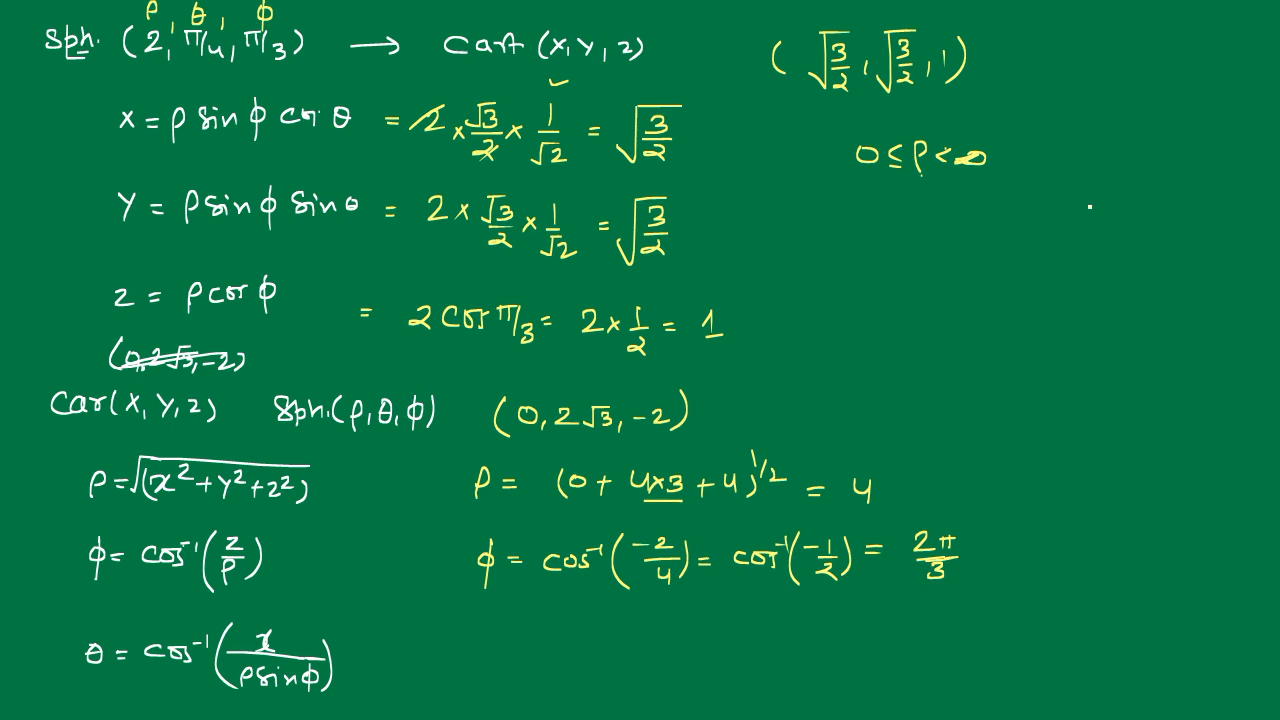 ρ, θ, φ
Sph. (2, π/4, π/3) → Cart (x, y, z)
(√(3/2), √(3/2), 1)
x = ρ sin φ cos θ = 2 × √3/2 × 1/√2 = √(3/2)
0 ≤ ρ < ∞
y = ρ sin φ sin θ = 2 × √3/2 × 1/√2 = √(3/2)
z = ρ cos φ = 2 cos π/3 = 2 × 1/2 = 1
(0, 2√3, -2)
Car(x, y, z) Sph.(ρ, θ, φ) (0, 2√3, -2)
ρ = √(x² + y² + z²) ρ = (0 + 4×3 + 4)^1/2 = 4
φ = cos⁻¹(z/ρ) φ = cos⁻¹(-2/4) = cos⁻¹(-1/2) = 2π/3
θ = cos⁻¹(x/(ρ sin φ))